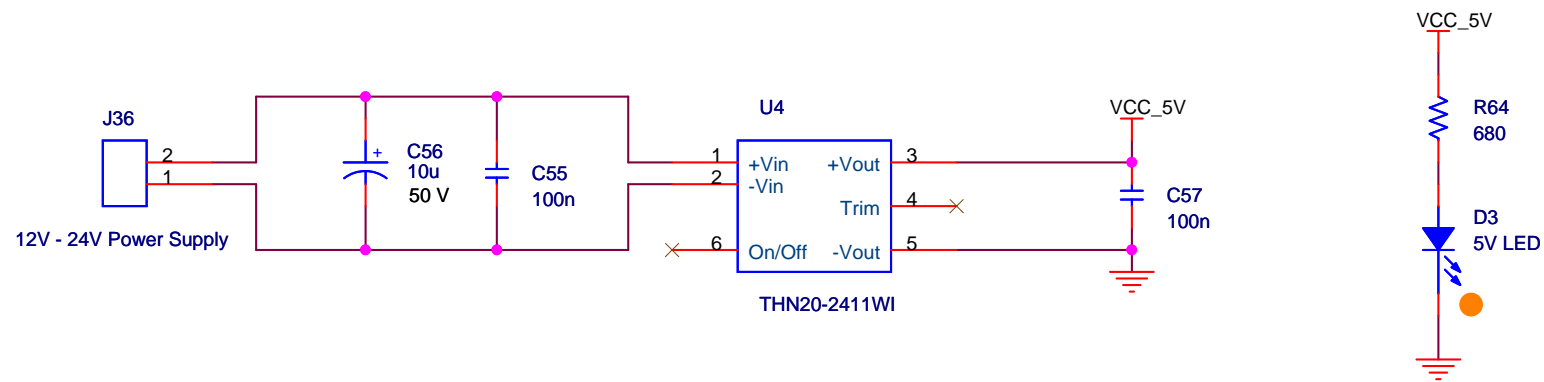 J36
2
1
12V - 24V Power Supply
+
C56
10u
50 V
C55
100n
U4
1
+Vin
2
-Vin
6
On/Off
+Vout
3
Trim
4
-Vout
5
THN20-2411WI
VCC_5V
C57
100n
VCC_5V
R64
680
D3
5V LED